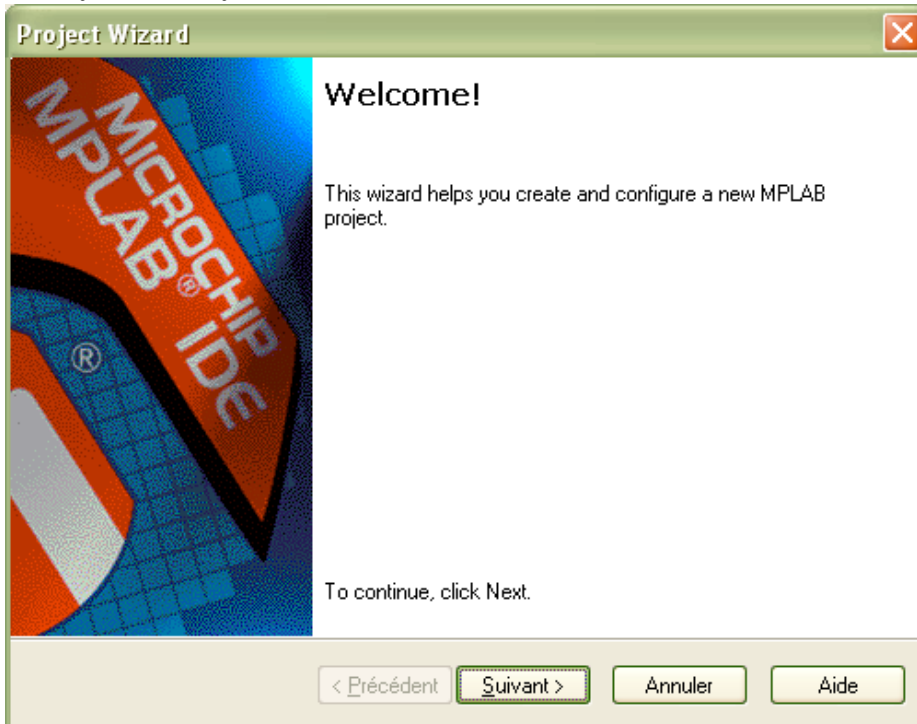 Project Wizard
MICROCHIP
MPLAB® IDE
®
Welcome!
This wizard helps you create and configure a new MPLAB
project.
To continue, click Next.
< Précédent
Suivant >
Annuler
Aide